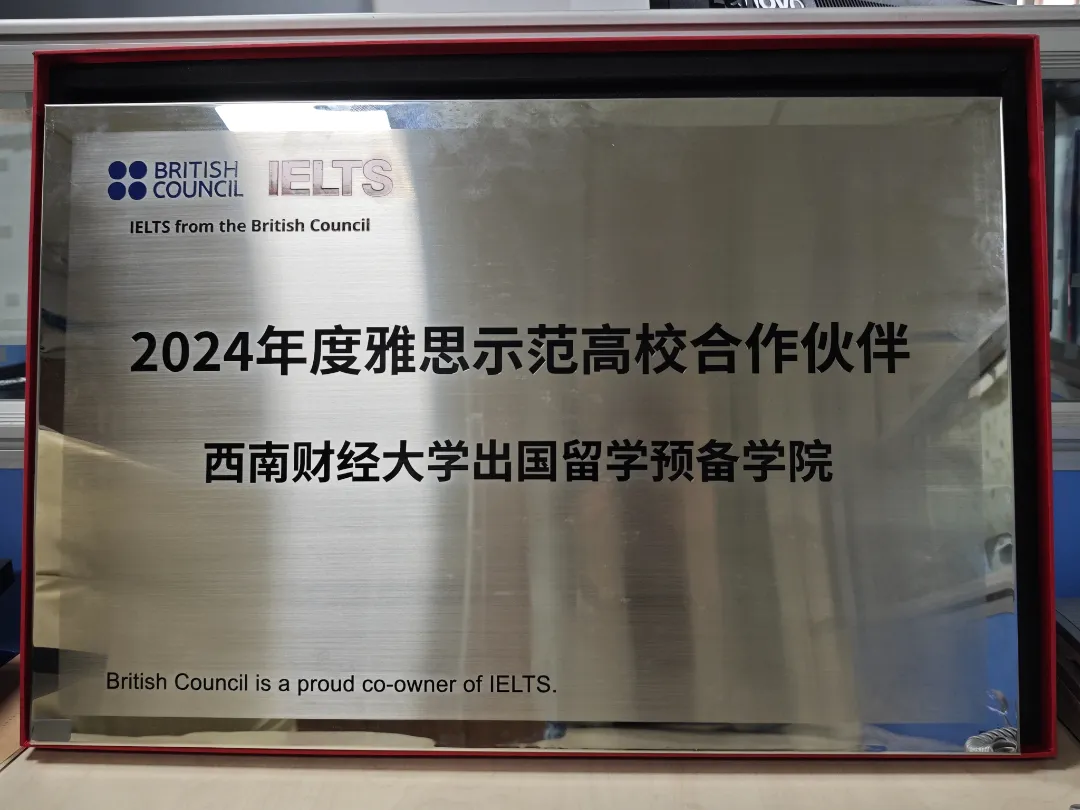 BRITISH COUNCIL IELTS
IELTS from the British Council
2024年度雅思示范高校合作伙伴
西南财经大学出国留学预备学院
British Council is a proud co-owner of IELTS.